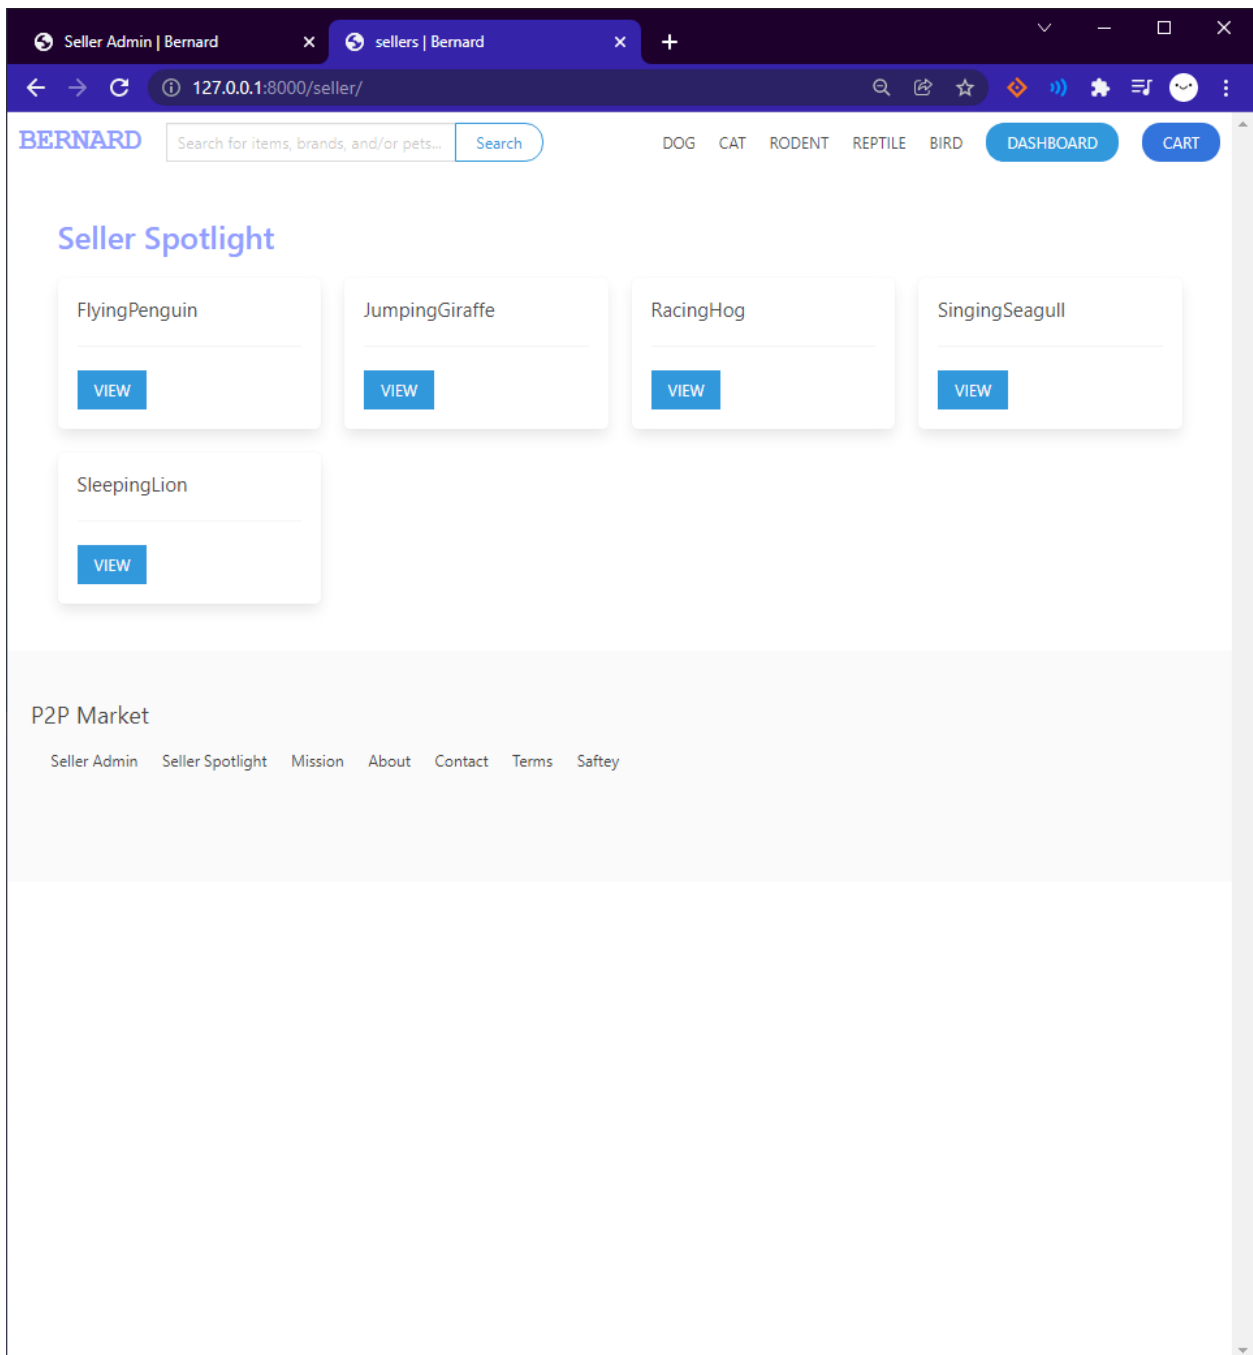 Seller Admin | Bernard
sellers | Bernard
127.0.0.1:8000/seller/
BERNARD
Search for items, brands, and/or pets...
Search
DOG CAT RODENT REPTILE BIRD DASHBOARD CART
Seller Spotlight
FlyingPenguin
VIEW
JumpingGiraffe
VIEW
RacingHog
VIEW
SingingSeagull
VIEW
SleepingLion
VIEW
P2P Market
Seller Admin Seller Spotlight Mission About Contact Terms Saftey